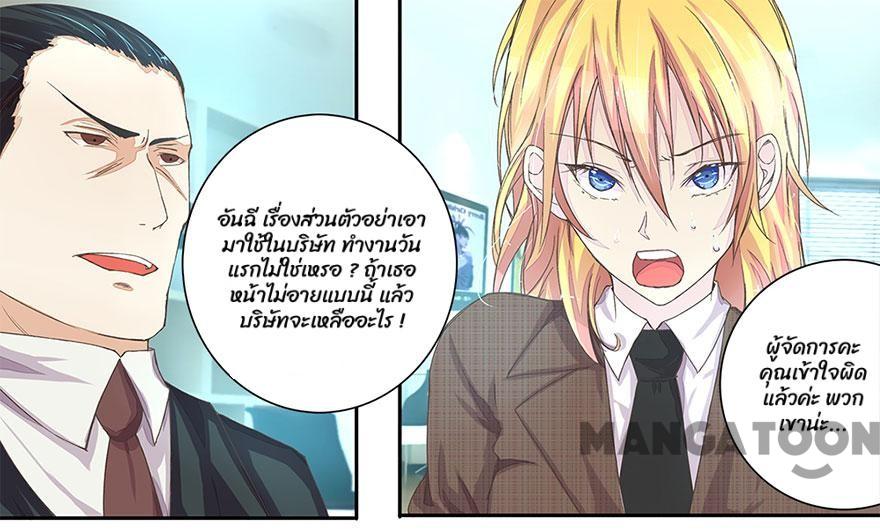 อันฉี เรื่องส่วนตัวอย่าเอา
มาใช้ในบริษัท ทำงานวัน
แรกไม่ใช่เหรอ ? ถ้าเธอ
หน้าไม่อายแบบนี้ แล้ว
บริษัทจะเหลืออะไร !
ผู้จัดการคะ
คุณเข้าใจผิด
แล้วค่ะ พวก
เขาน่ะ...
MANGATOON